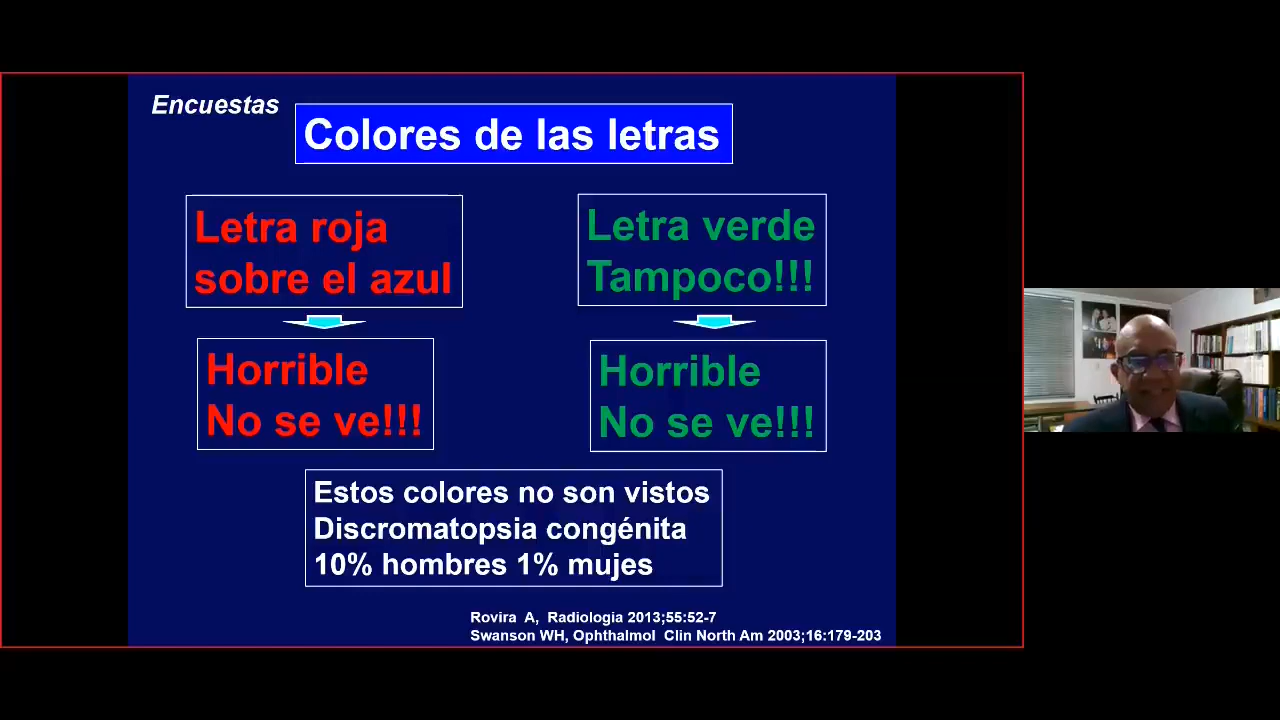 Encuestas
Colores de las letras
Letra roja
sobre el azul
Horrible
No se ve!!!
Letra verde
Tampoco!!!
Horrible
No se ve!!!
Estos colores no son vistos
Discromatopsia congénita
10% hombres 1% mujes
Rovira A, Radiologia 2013;55:52-7
Swanson WH, Ophthalmol Clin North Am 2003;16:179-203